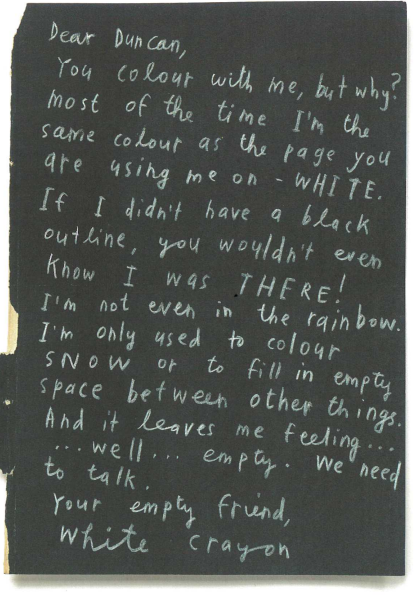 Dear Duncan,
You colour with me, but why?
Most of the time I'm the
same colour as the page you
are using me on - WHITE.
If I didn't have a black
outline, you wouldn't even
know I was THERE!
I'm not even in the rainbow.
I'm only used to colour
SNOW or to fill in empty
space between other things.
And it leaves me feeling...
...well... empty. We need
to talk.
Your empty friend,
White crayon